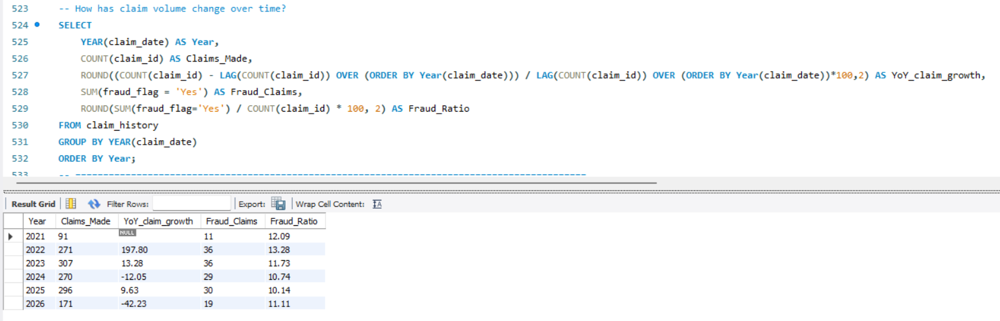 523 -- How has claim volume change over time?
524 SELECT
525 YEAR(claim_date) AS Year,
526 COUNT(claim_id) AS Claims_Made,
527 ROUND((COUNT(claim_id) - LAG(COUNT(claim_id)) OVER (ORDER BY Year(claim_date))) / LAG(COUNT(claim_id)) OVER (ORDER BY Year(claim_date))*100,2) AS YoY_claim_growth,
528 SUM(fraud_flag = 'Yes') AS Fraud_Claims,
529 ROUND(SUM(fraud_flag='Yes') / COUNT(claim_id) * 100, 2) AS Fraud_Ratio
530 FROM claim_history
531 GROUP BY YEAR(claim_date)
532 ORDER BY Year;
533 -- ============================================================
Result Grid Filter Rows: Export: Wrap Cell Content: IA
Year Claims_Made YoY_claim_growth Fraud_Claims Fraud_Ratio
2021 91 NULL 11 12.09
2022 271 197.80 36 13.28
2023 307 13.28 36 11.73
2024 270 -12.05 29 10.74
2025 296 9.63 30 10.14
2026 171 -42.23 19 11.11